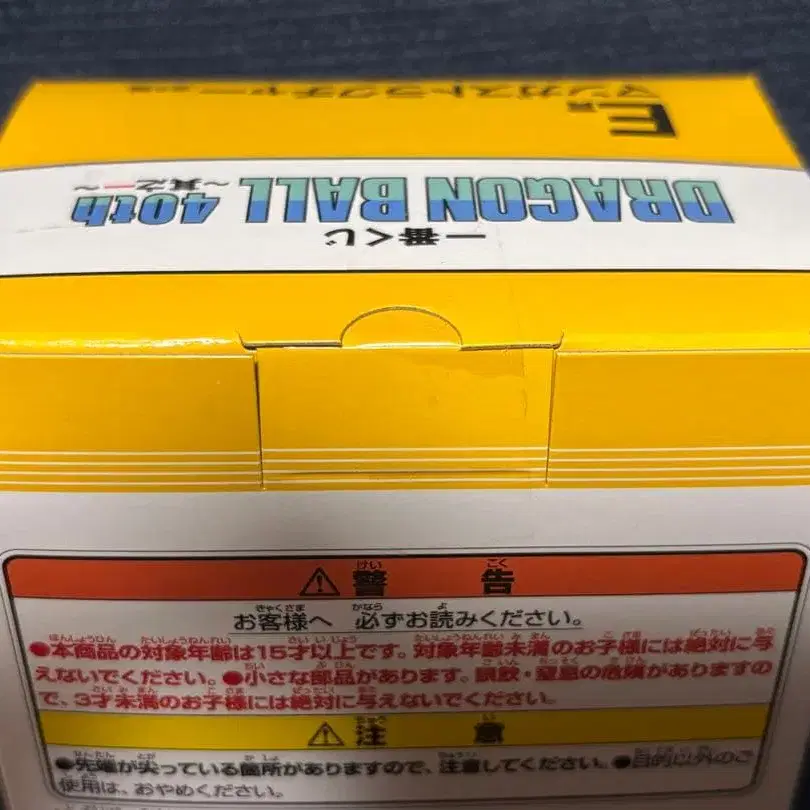 E賞
マンガストラクチャー
DRAGON BALL 40th ～其之一～
一番くじ
⚠警告
お客様へ 必ずお読みください。
●本商品の対象年齢は15才以上です。対象年齢未満のお子様には絶対に与
えないでください。●小さな部品があります。誤飲・窒息の危険がありますの
で、3才未満のお子様には絶対に与えないでください。
⚠注意
●先端が尖っている箇所がありますので、注意してください。●目的以外のご
使用は、おやめください。